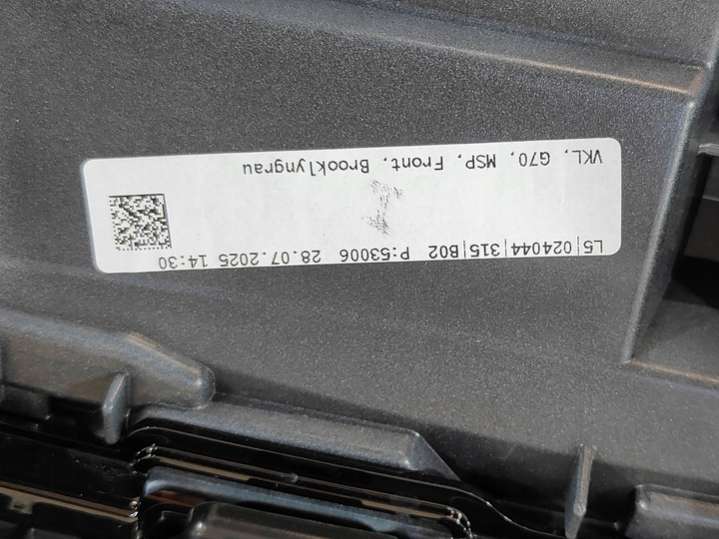 L5|024044|315|B02 P:53006 28.07.2025 14:30
VKL, G70, MSP, Front, Brooklyngrau